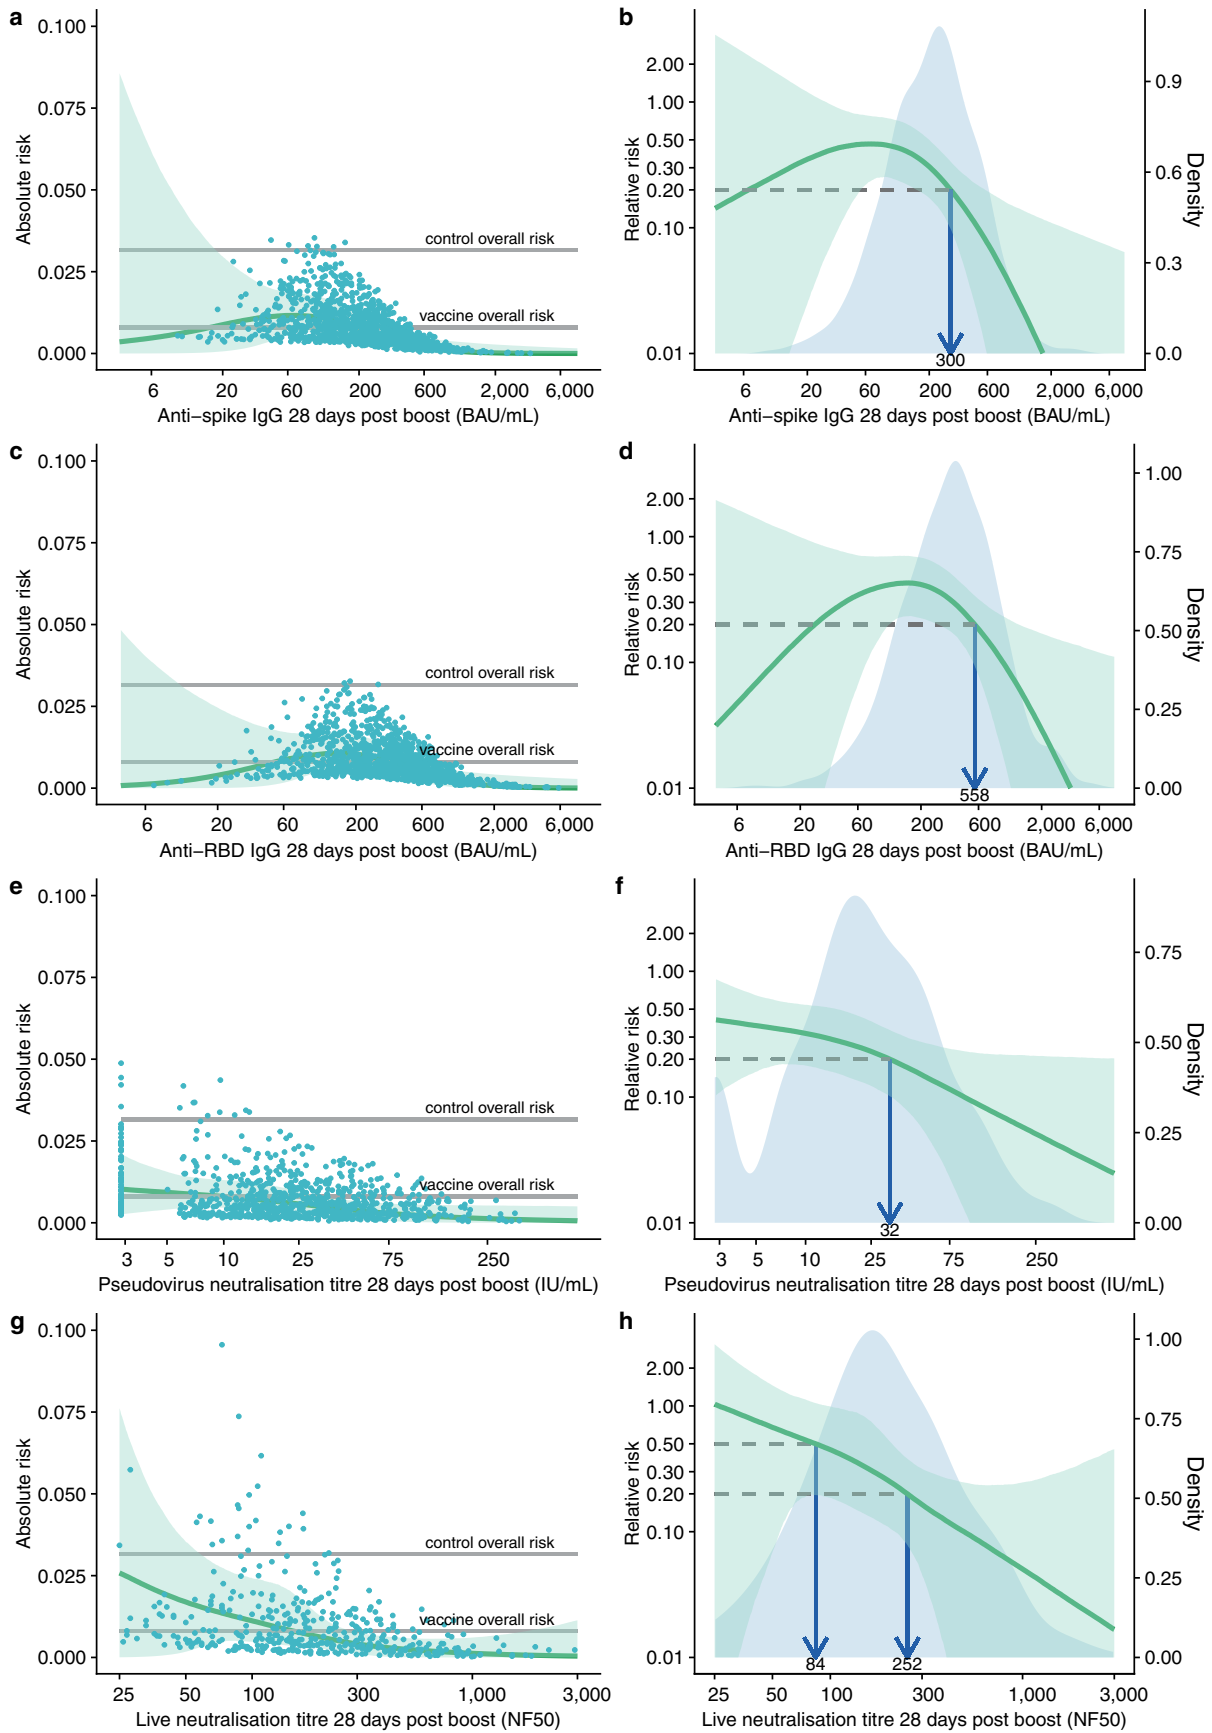 a
0.100
0.075
0.050
0.025
0.000
Absolute risk
control overall risk
vaccine overall risk
6 20 60 200 600 2,000 6,000
Anti−spike IgG 28 days post boost (BAU/mL)
b
2.00
1.00
0.50
0.30
0.20
0.10
0.01
Relative risk
0.9
0.6
0.3
0.0
Density
300
6 20 60 200 600 2,000 6,000
Anti−spike IgG 28 days post boost (BAU/mL)
c
0.100
0.075
0.050
0.025
0.000
Absolute risk
control overall risk
vaccine overall risk
6 20 60 200 600 2,000 6,000
Anti−RBD IgG 28 days post boost (BAU/mL)
d
2.00
1.00
0.50
0.30
0.20
0.10
0.01
Relative risk
1.00
0.75
0.50
0.25
0.00
Density
558
6 20 60 200 600 2,000 6,000
Anti−RBD IgG 28 days post boost (BAU/mL)
e
0.100
0.075
0.050
0.025
0.000
Absolute risk
control overall risk
vaccine overall risk
3 5 10 25 75 250
Pseudovirus neutralisation titre 28 days post boost (IU/mL)
f
2.00
1.00
0.50
0.30
0.20
0.10
0.01
Relative risk
0.75
0.50
0.25
0.00
Density
32
3 5 10 25 75 250
Pseudovirus neutralisation titre 28 days post boost (IU/mL)
g
0.100
0.075
0.050
0.025
0.000
Absolute risk
control overall risk
vaccine overall risk
25 50 100 300 1,000 3,000
Live neutralisation titre 28 days post boost (NF50)
h
2.00
1.00
0.50
0.30
0.20
0.10
0.01
Relative risk
1.00
0.75
0.50
0.25
0.00
Density
84 252
25 50 100 300 1,000 3,000
Live neutralisation titre 28 days post boost (NF50)